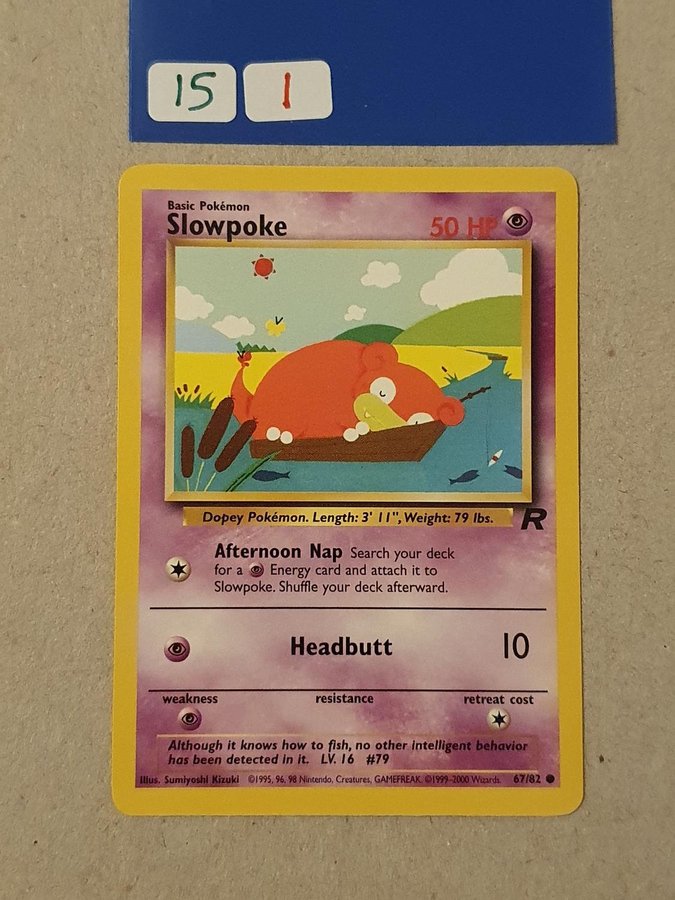 15 1
Basic Pokémon
Slowpoke 50 HP
Dopey Pokémon. Length: 3' 11", Weight: 79 lbs.
R
Afternoon Nap Search your deck
for a Energy card and attach it to
Slowpoke. Shuffle your deck afterward.
Headbutt 10
weakness resistance retreat cost
Although it knows how to fish, no other intelligent behavior
has been detected in it. LV. 16 #79
Illus. Sumiyoshi Kizuki ©1995, 96, 98 Nintendo, Creatures, GAMEFREAK. ©1999-2000 Wizards. 67/82